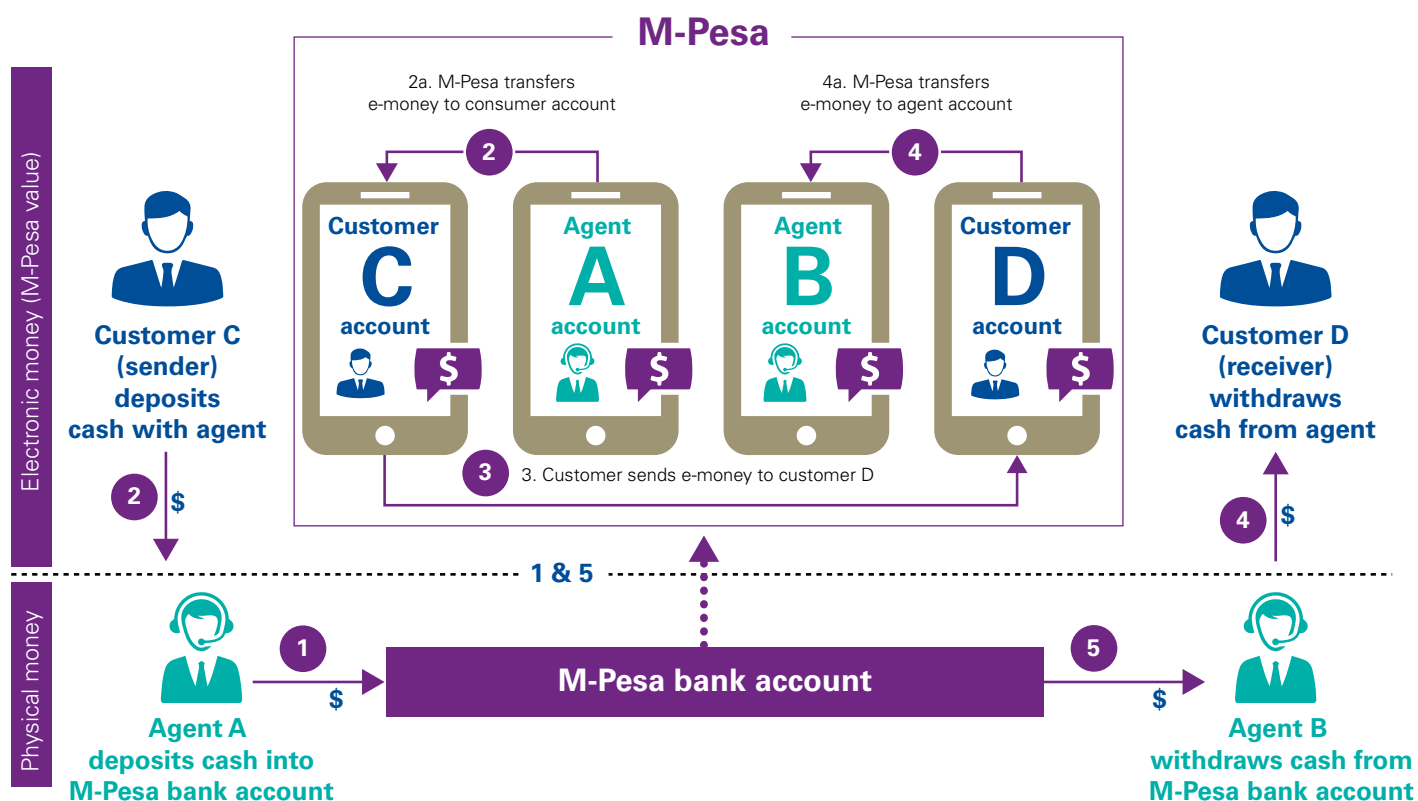 M-Pesa
2a. M-Pesa transfers
e-money to consumer account
4a. M-Pesa transfers
e-money to agent account
2
4
Electronic money (M-Pesa value)
Customer
C
account
$
Agent
A
account
$
Agent
B
account
$
Customer
D
account
$
Customer C
(sender)
deposits
cash with agent
Customer D
(receiver)
withdraws
cash from agent
3
3. Customer sends e-money to customer D
2
$
4
$
1 & 5
Physical money
1
$
M-Pesa bank account
5
$
Agent A
deposits cash into
M-Pesa bank account
Agent B
withdraws cash from
M-Pesa bank account